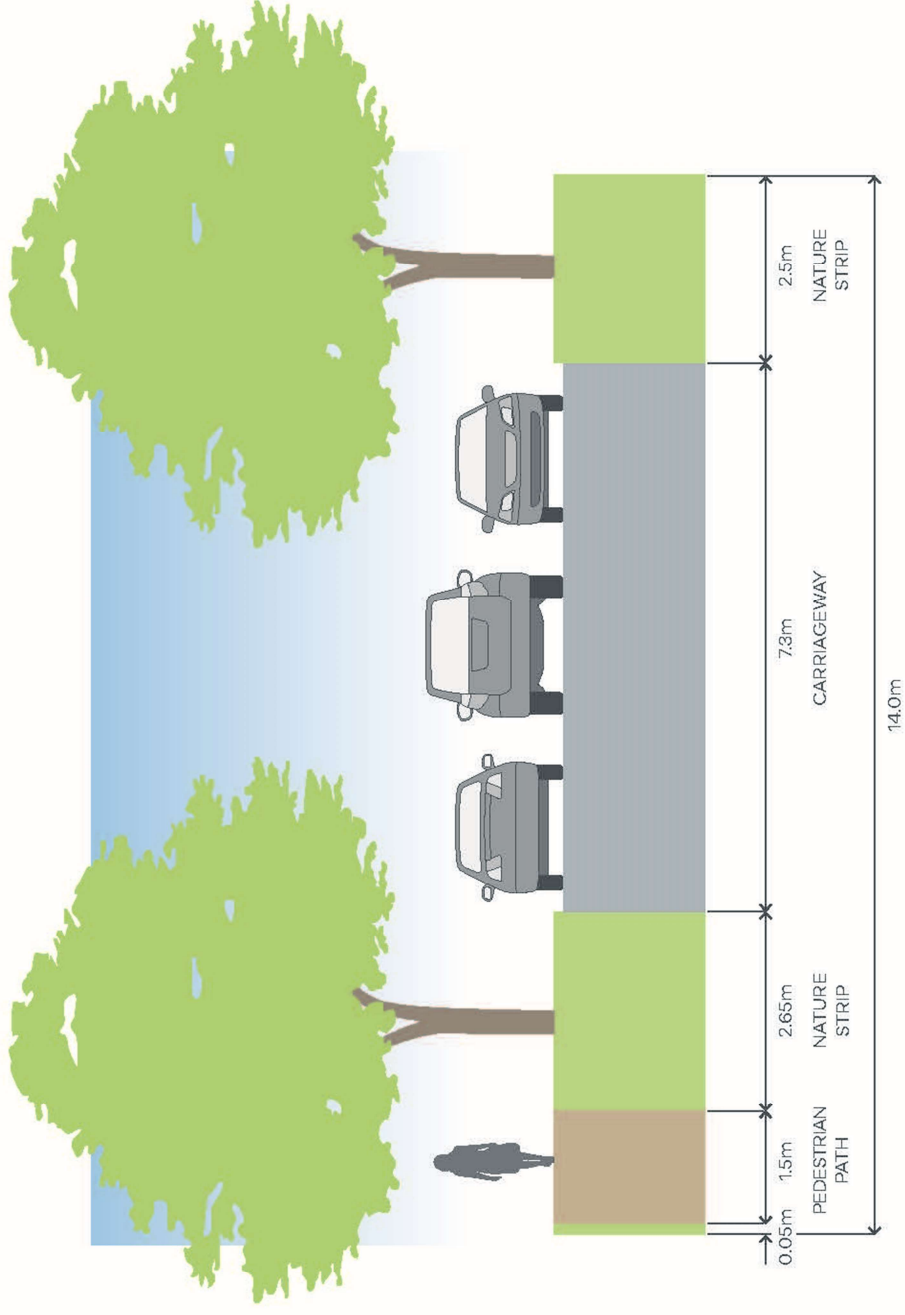 0.05m
1.5m
2.65m
7.3m
2.5m
PEDESTRIAN
PATH
NATURE
STRIP
CARRIAGEWAY
NATURE
STRIP
14.0m